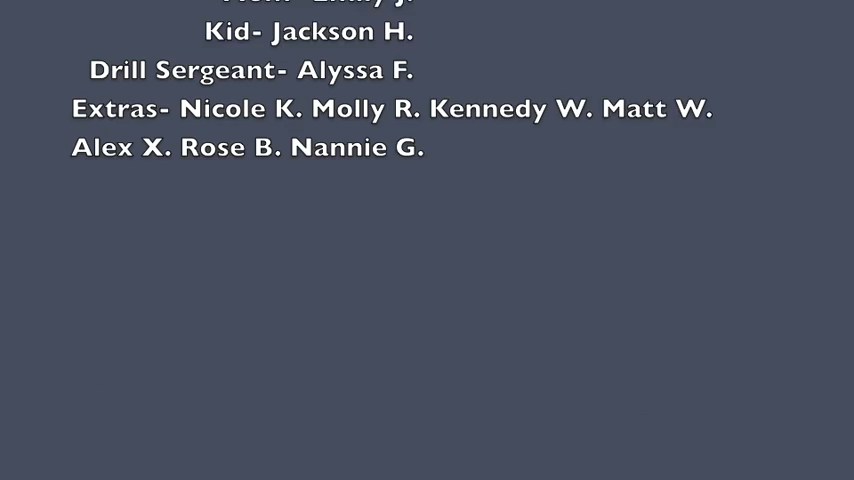 Kid- Jackson H.
Drill Sergeant- Alyssa F.
Extras- Nicole K. Molly R. Kennedy W. Matt W.
Alex X. Rose B. Nannie G.